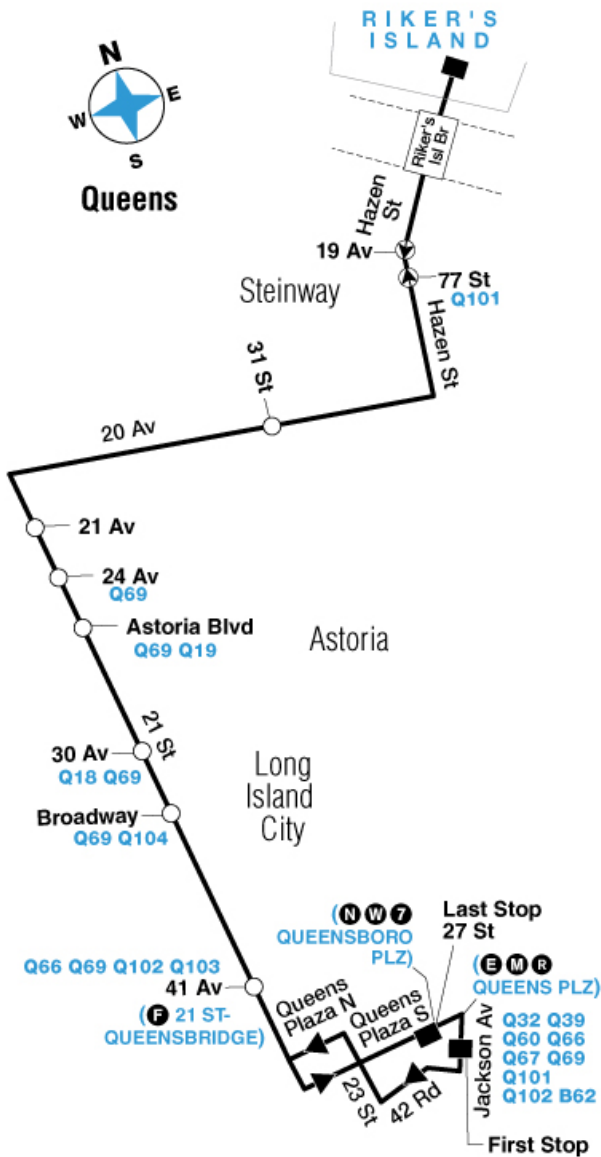 RIKER'S
ISLAND
N
W
E
S
Queens
Riker's
Isl Br
Hazen
St
19 Av
77 St
Q101
Steinway
Hazen St
31 St
20 Av
21 Av
24 Av
Q69
Astoria Blvd
Q69 Q19
Astoria
21 St
30 Av
Q18 Q69
Long
Island
City
Broadway
Q69 Q104
(N W 7
QUEENSBORO
PLZ)
Last Stop
27 St
(E M R
QUEENS PLZ)
Q66 Q69 Q102 Q103
41 Av
(F 21 ST-
QUEENSBRIDGE)
Queens
Plaza N
Queens
Plaza S
23 St
42 Rd
Jackson Av
Q32 Q39
Q60 Q66
Q67 Q69
Q101
Q102 B62
First Stop